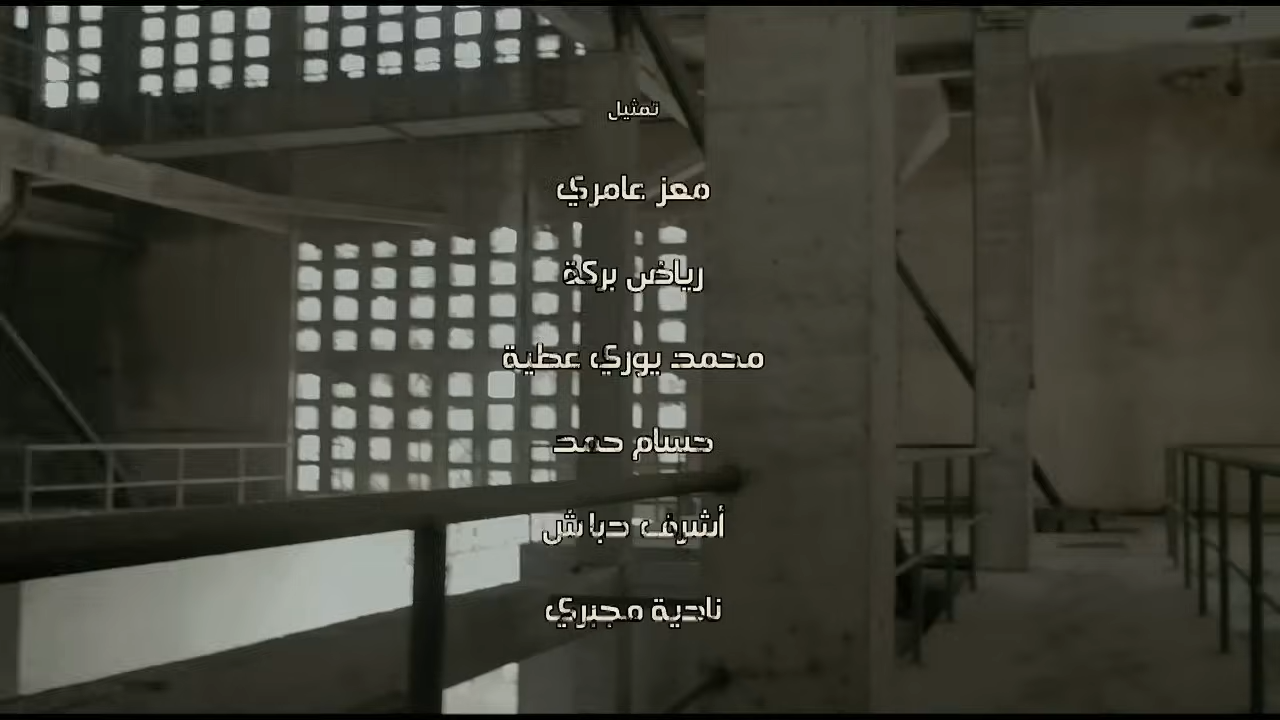 تمثيل
معز عامري
رياض بركة
محمد يوري عطية
حسام حمد
أشرف دباش
نادية مجبري